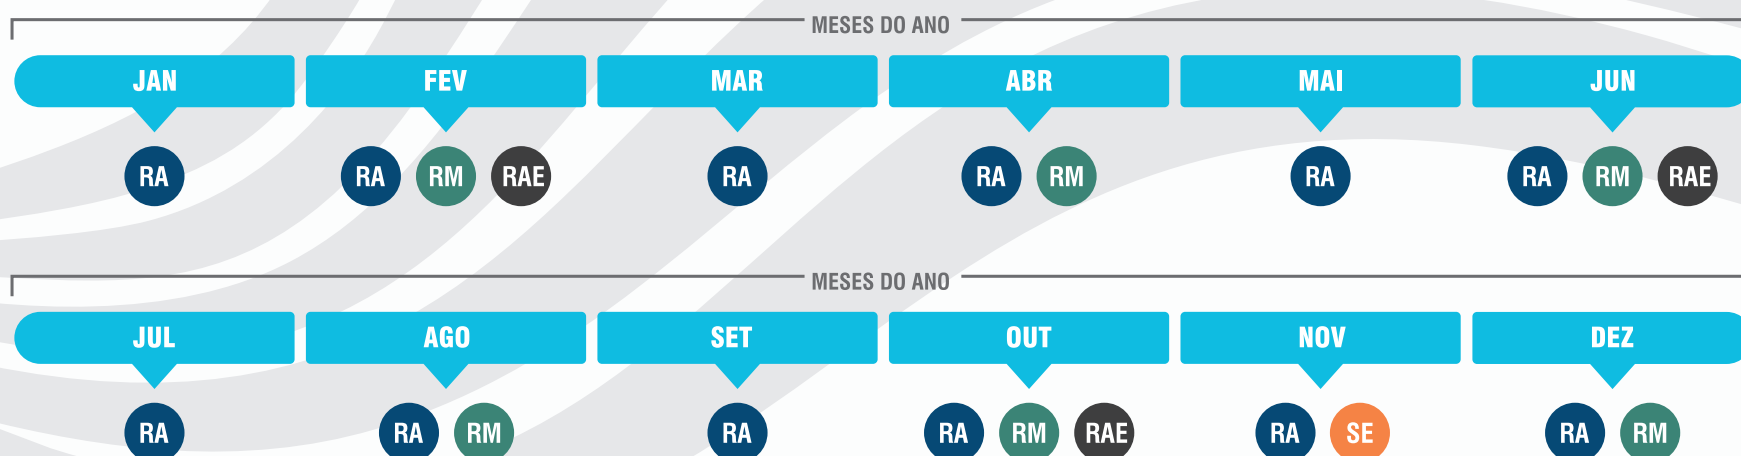 MESES DO ANO
JAN FEV MAR ABR MAI JUN
RA RA RM RAE RA RA RM RA RA RM RAE
MESES DO ANO
JUL AGO SET OUT NOV DEZ
RA RA RM RA RA RM RAE RA SE RA RM